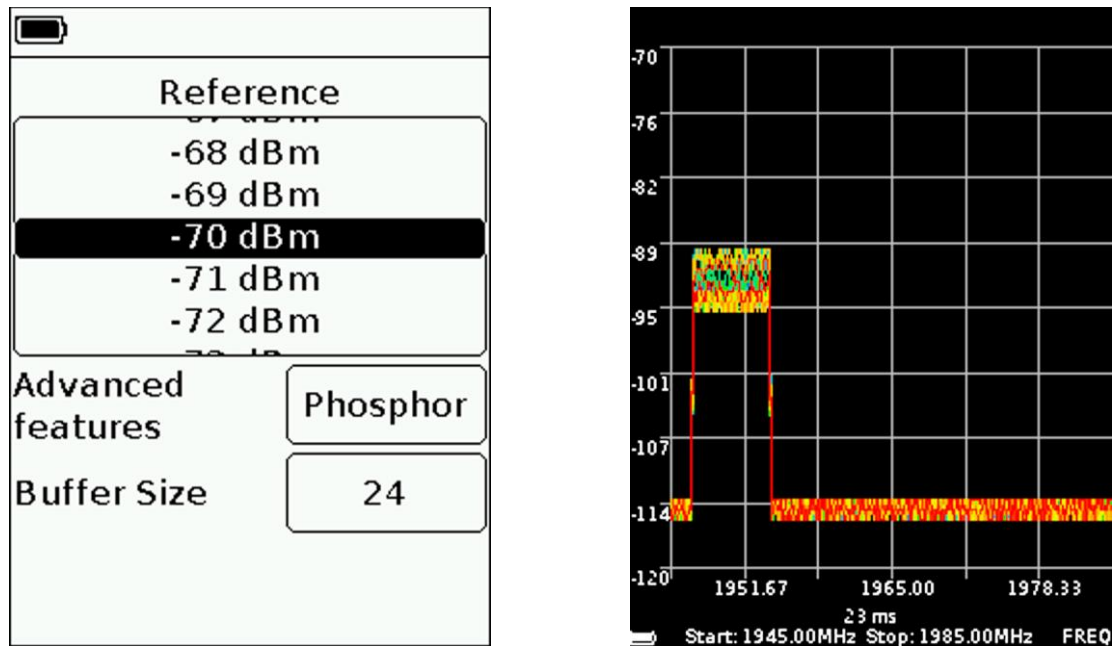 Reference
-68 dBm
-69 dBm
-70 dBm
-71 dBm
-72 dBm
Advanced
features
Phosphor
Buffer Size
24
-70
-76
-82
-89
-95
-101
-107
-114
-120
1951.67 1965.00 1978.33
23 ms
Start: 1945.00MHz Stop: 1985.00MHz FREQ